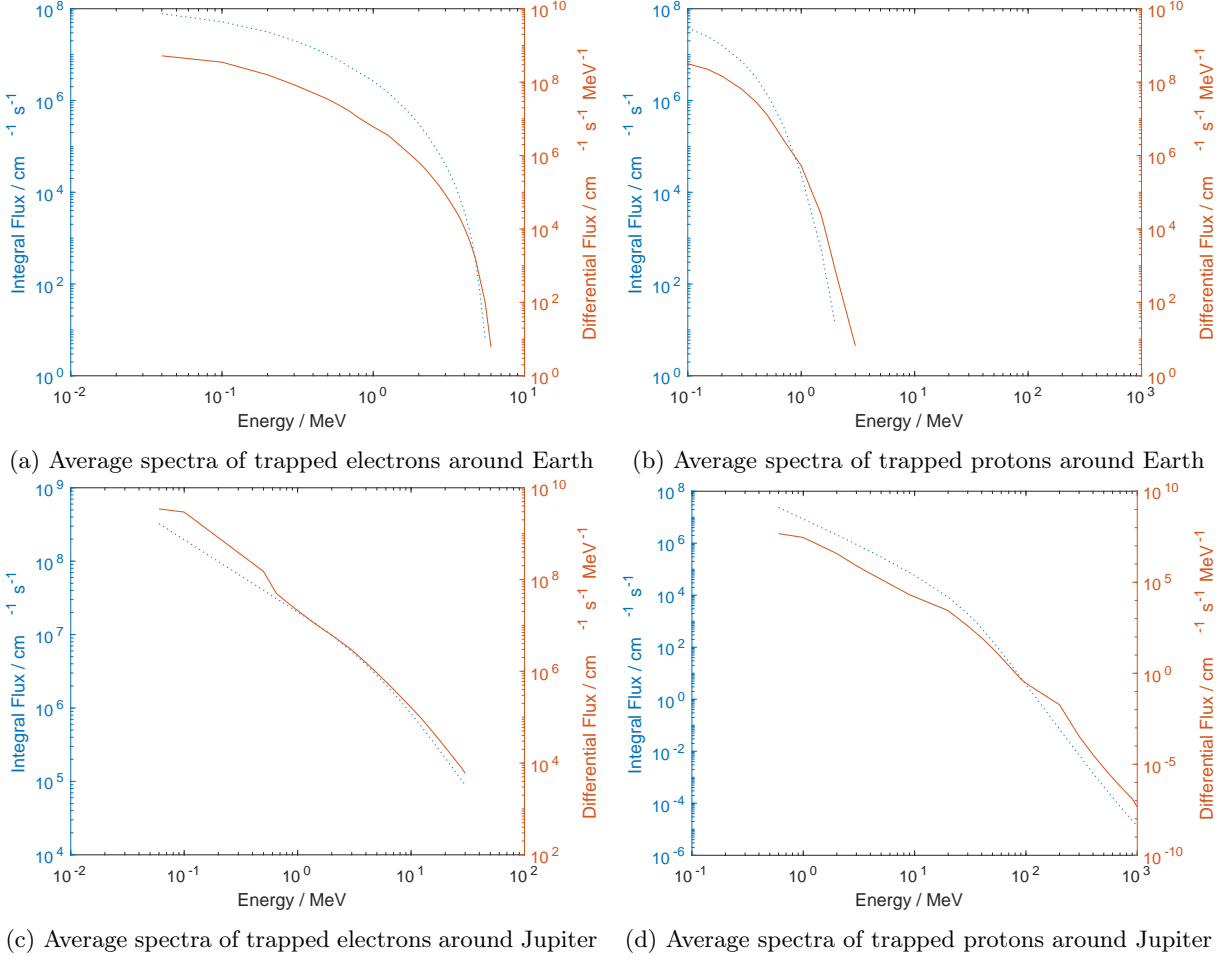 10^8
10^6
10^4
10^2
10^0
Integral Flux / cm^-1 s^-1
10^10
10^8
10^6
10^4
10^2
10^0
Differential Flux / cm^-1 s^-1 MeV^-1
10^-2 10^-1 10^0 10^1
Energy / MeV
(a) Average spectra of trapped electrons around Earth
10^8
10^6
10^4
10^2
10^0
Integral Flux / cm^-1 s^-1
10^10
10^8
10^6
10^4
10^2
10^0
Differential Flux / cm^-1 s^-1 MeV^-1
10^-1 10^0 10^1 10^2 10^3
Energy / MeV
(b) Average spectra of trapped protons around Earth
10^9
10^8
10^7
10^6
10^5
10^4
Integral Flux / cm^-1 s^-1
10^10
10^8
10^6
10^4
10^2
Differential Flux / cm^-1 s^-1 MeV^-1
10^-2 10^-1 10^0 10^1 10^2
Energy / MeV
(c) Average spectra of trapped electrons around Jupiter
10^8
10^6
10^4
10^2
10^0
10^-2
10^-4
10^-6
Integral Flux / cm^-1 s^-1
10^10
10^5
10^0
10^-5
10^-10
Differential Flux / cm^-1 s^-1 MeV^-1
10^-1 10^0 10^1 10^2 10^3
Energy / MeV
(d) Average spectra of trapped protons around Jupiter